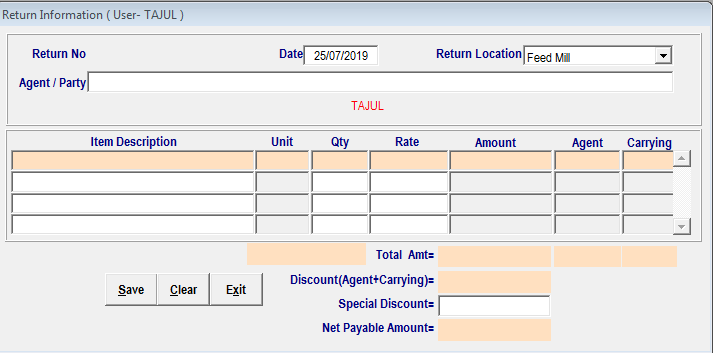 Return Information ( User- TAJUL )
Return No Date 25/07/2019 Return Location Feed Mill
Agent / Party
TAJUL
Item Description Unit Qty Rate Amount Agent Carrying
Total Amt=
Discount(Agent+Carrying)=
Save Clear Exit
Special Discount=
Net Payable Amount=